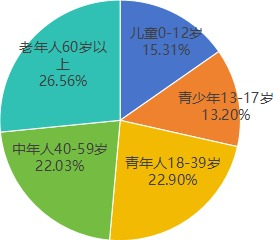 儿童0-12岁
15.31%
青少年13-17岁
13.20%
青年人18-39岁
22.90%
中年人40-59岁
22.03%
老年人60岁以
上
26.56%